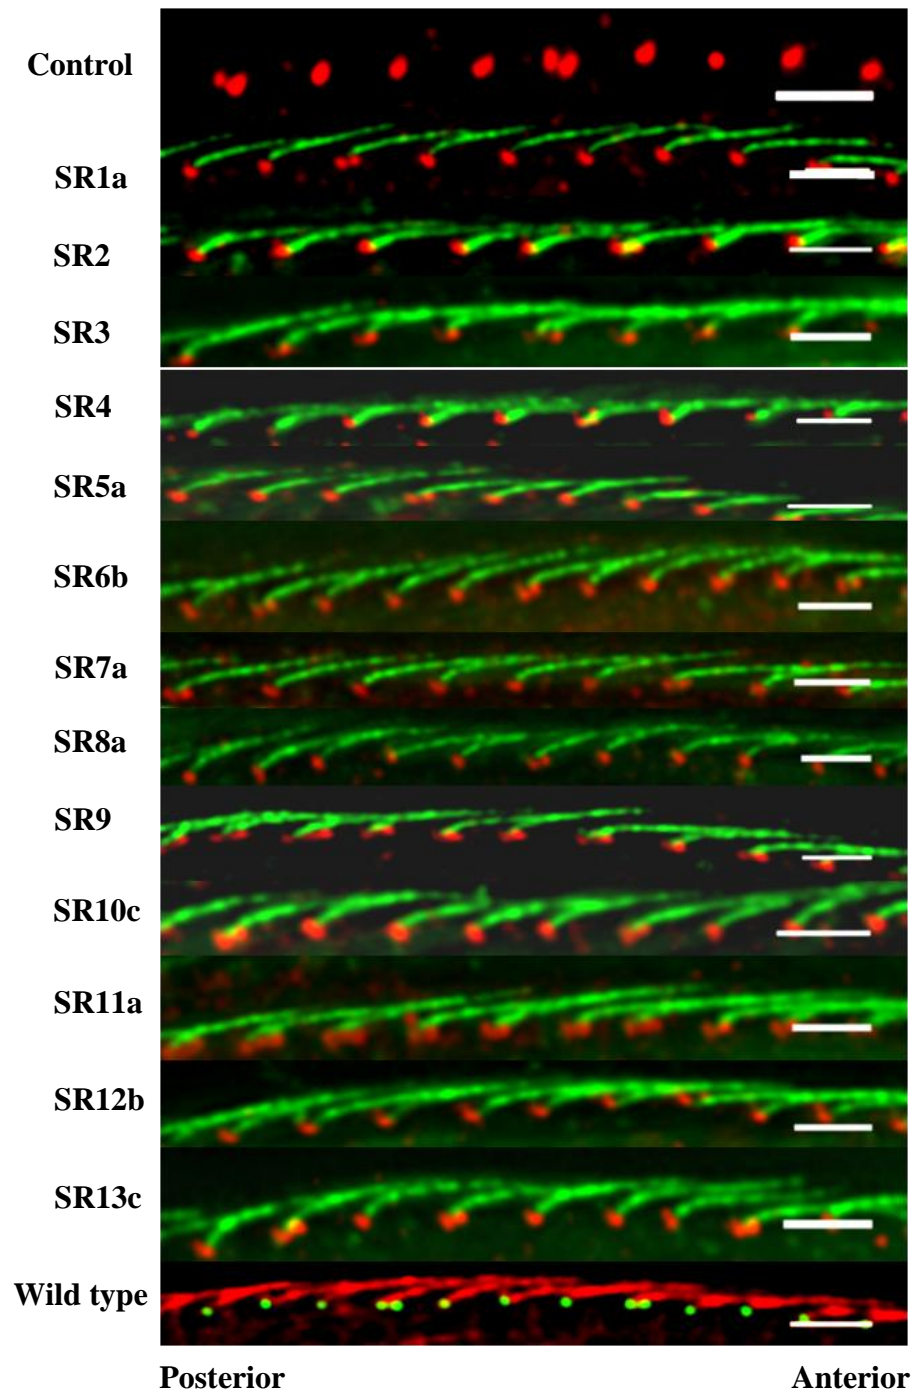 Control
SR1a
SR2
SR3
SR4
SR5a
SR6b
SR7a
SR8a
SR9
SR10c
SR11a
SR12b
SR13c
Wild type
Posterior Anterior